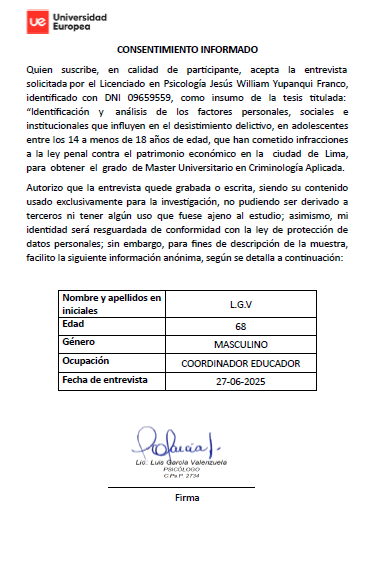 ue Universidad
Europea
CONSENTIMIENTO INFORMADO
Quien suscribe, en calidad de participante, acepta la entrevista
solicitada por el Licenciado en Psicología Jesús William Yupanqui Franco,
identificado con DNI 09659559, como insumo de la tesis titulada:
“Identificación y análisis de los factores personales, sociales e
institucionales que influyen en el desistimiento delictivo, en adolescentes
entre los 14 a menos de 18 años de edad, que han cometido infracciones
a la ley penal contra el patrimonio económico en la ciudad de Lima,
para obtener el grado de Master Universitario en Criminología Aplicada.
Autorizo que la entrevista quede grabada o escrita, siendo su contenido
usado exclusivamente para la investigación, no pudiendo ser derivado a
terceros ni tener algún uso que fuese ajeno al estudio; asimismo, mi
identidad será resguardada de conformidad con la ley de protección de
datos personales; sin embargo, para fines de descripción de la muestra,
facilito la siguiente información anónima, según se detalla a continuación:
Nombre y apellidos en
iniciales
L.G.V
Edad
68
Género
MASCULINO
Ocupación
COORDINADOR EDUCADOR
Fecha de entrevista
27-06-2025
Lic. Luis García Valenzuela
PSICÓLOGO
C.Ps.P. 2734
Firma